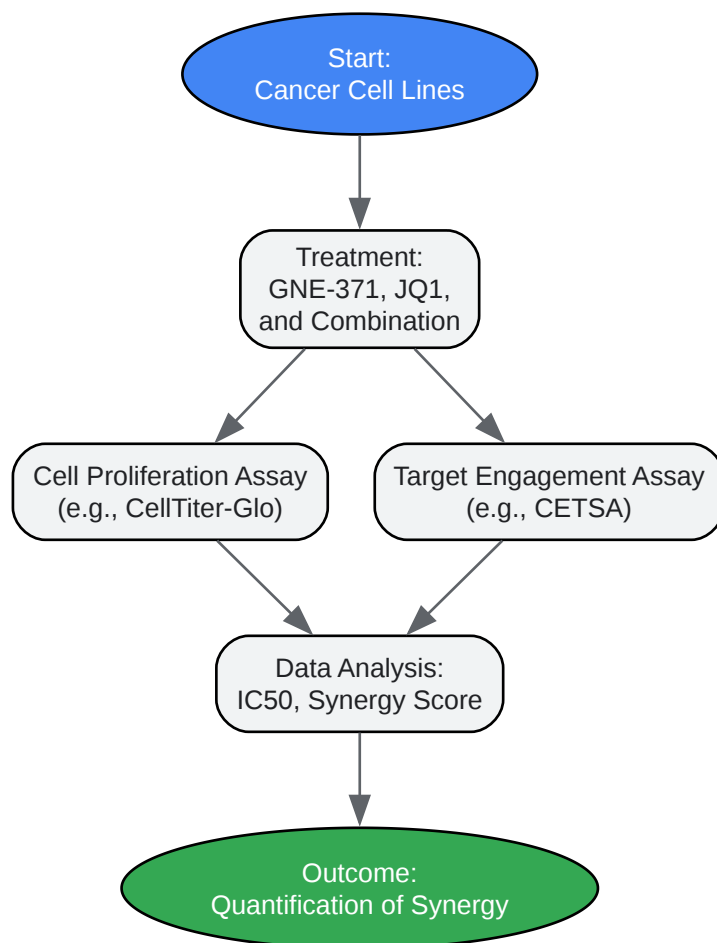 Start:
Cancer Cell Lines
Treatment:
GNE-371, JQ1,
and Combination
Cell Proliferation Assay
(e.g., CellTiter-Glo)
Target Engagement Assay
(e.g., CETSA)
Data Analysis:
IC50, Synergy Score
Outcome:
Quantification of Synergy